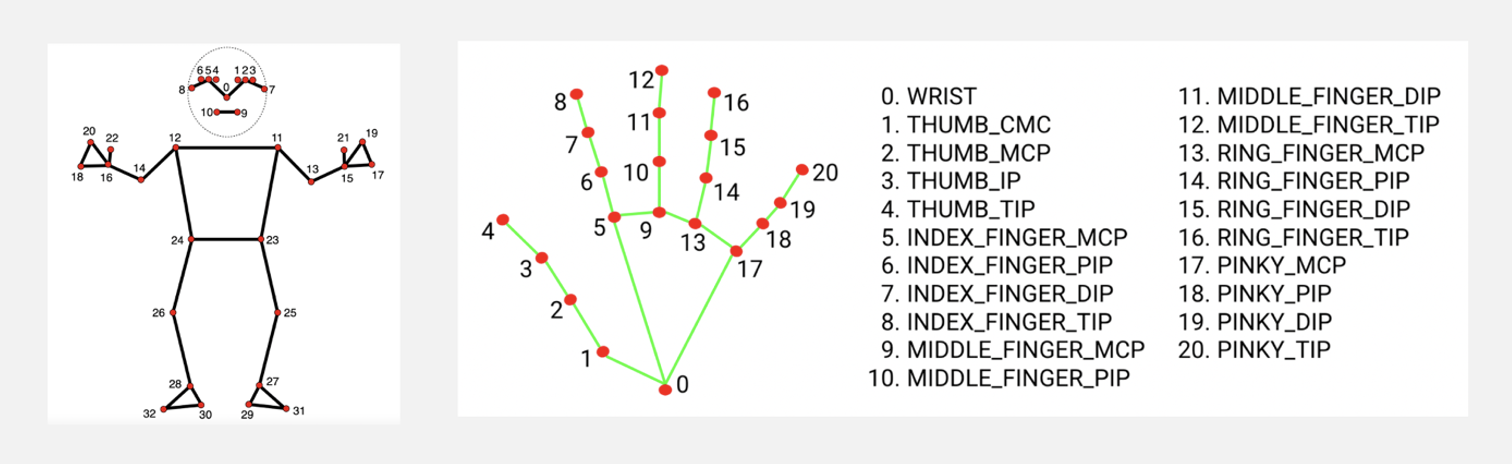 6 5 4 1 2 3
8 0 7
10 9
20 22 12 11 21 19
14 13
18 16 15 17
24 23
26 25
28 27
32 30 29 31
12
8 16
11
7 15
10 20
6 14
19
4 5 9 13 18
3 17
2
1
0
0. WRIST
1. THUMB_CMC
2. THUMB_MCP
3. THUMB_IP
4. THUMB_TIP
5. INDEX_FINGER_MCP
6. INDEX_FINGER_PIP
7. INDEX_FINGER_DIP
8. INDEX_FINGER_TIP
9. MIDDLE_FINGER_MCP
10. MIDDLE_FINGER_PIP
11. MIDDLE_FINGER_DIP
12. MIDDLE_FINGER_TIP
13. RING_FINGER_MCP
14. RING_FINGER_PIP
15. RING_FINGER_DIP
16. RING_FINGER_TIP
17. PINKY_MCP
18. PINKY_PIP
19. PINKY_DIP
20. PINKY_TIP